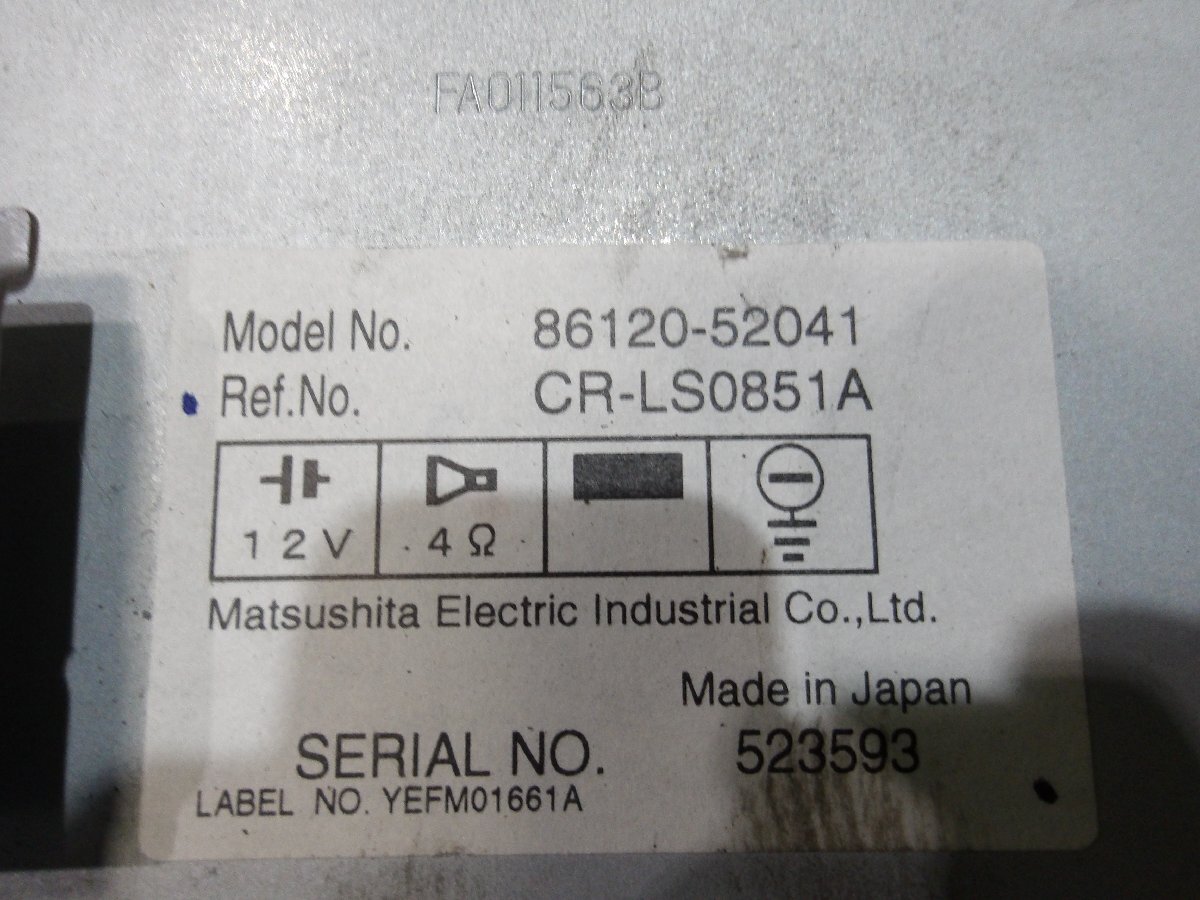 FA011563B
Model No. 86120-52041
Ref.No. CR-LS0851A
12V 4Ω
Matsushita Electric Industrial Co.,Ltd.
Made in Japan
SERIAL NO. 523593
LABEL NO. YEFM01661A